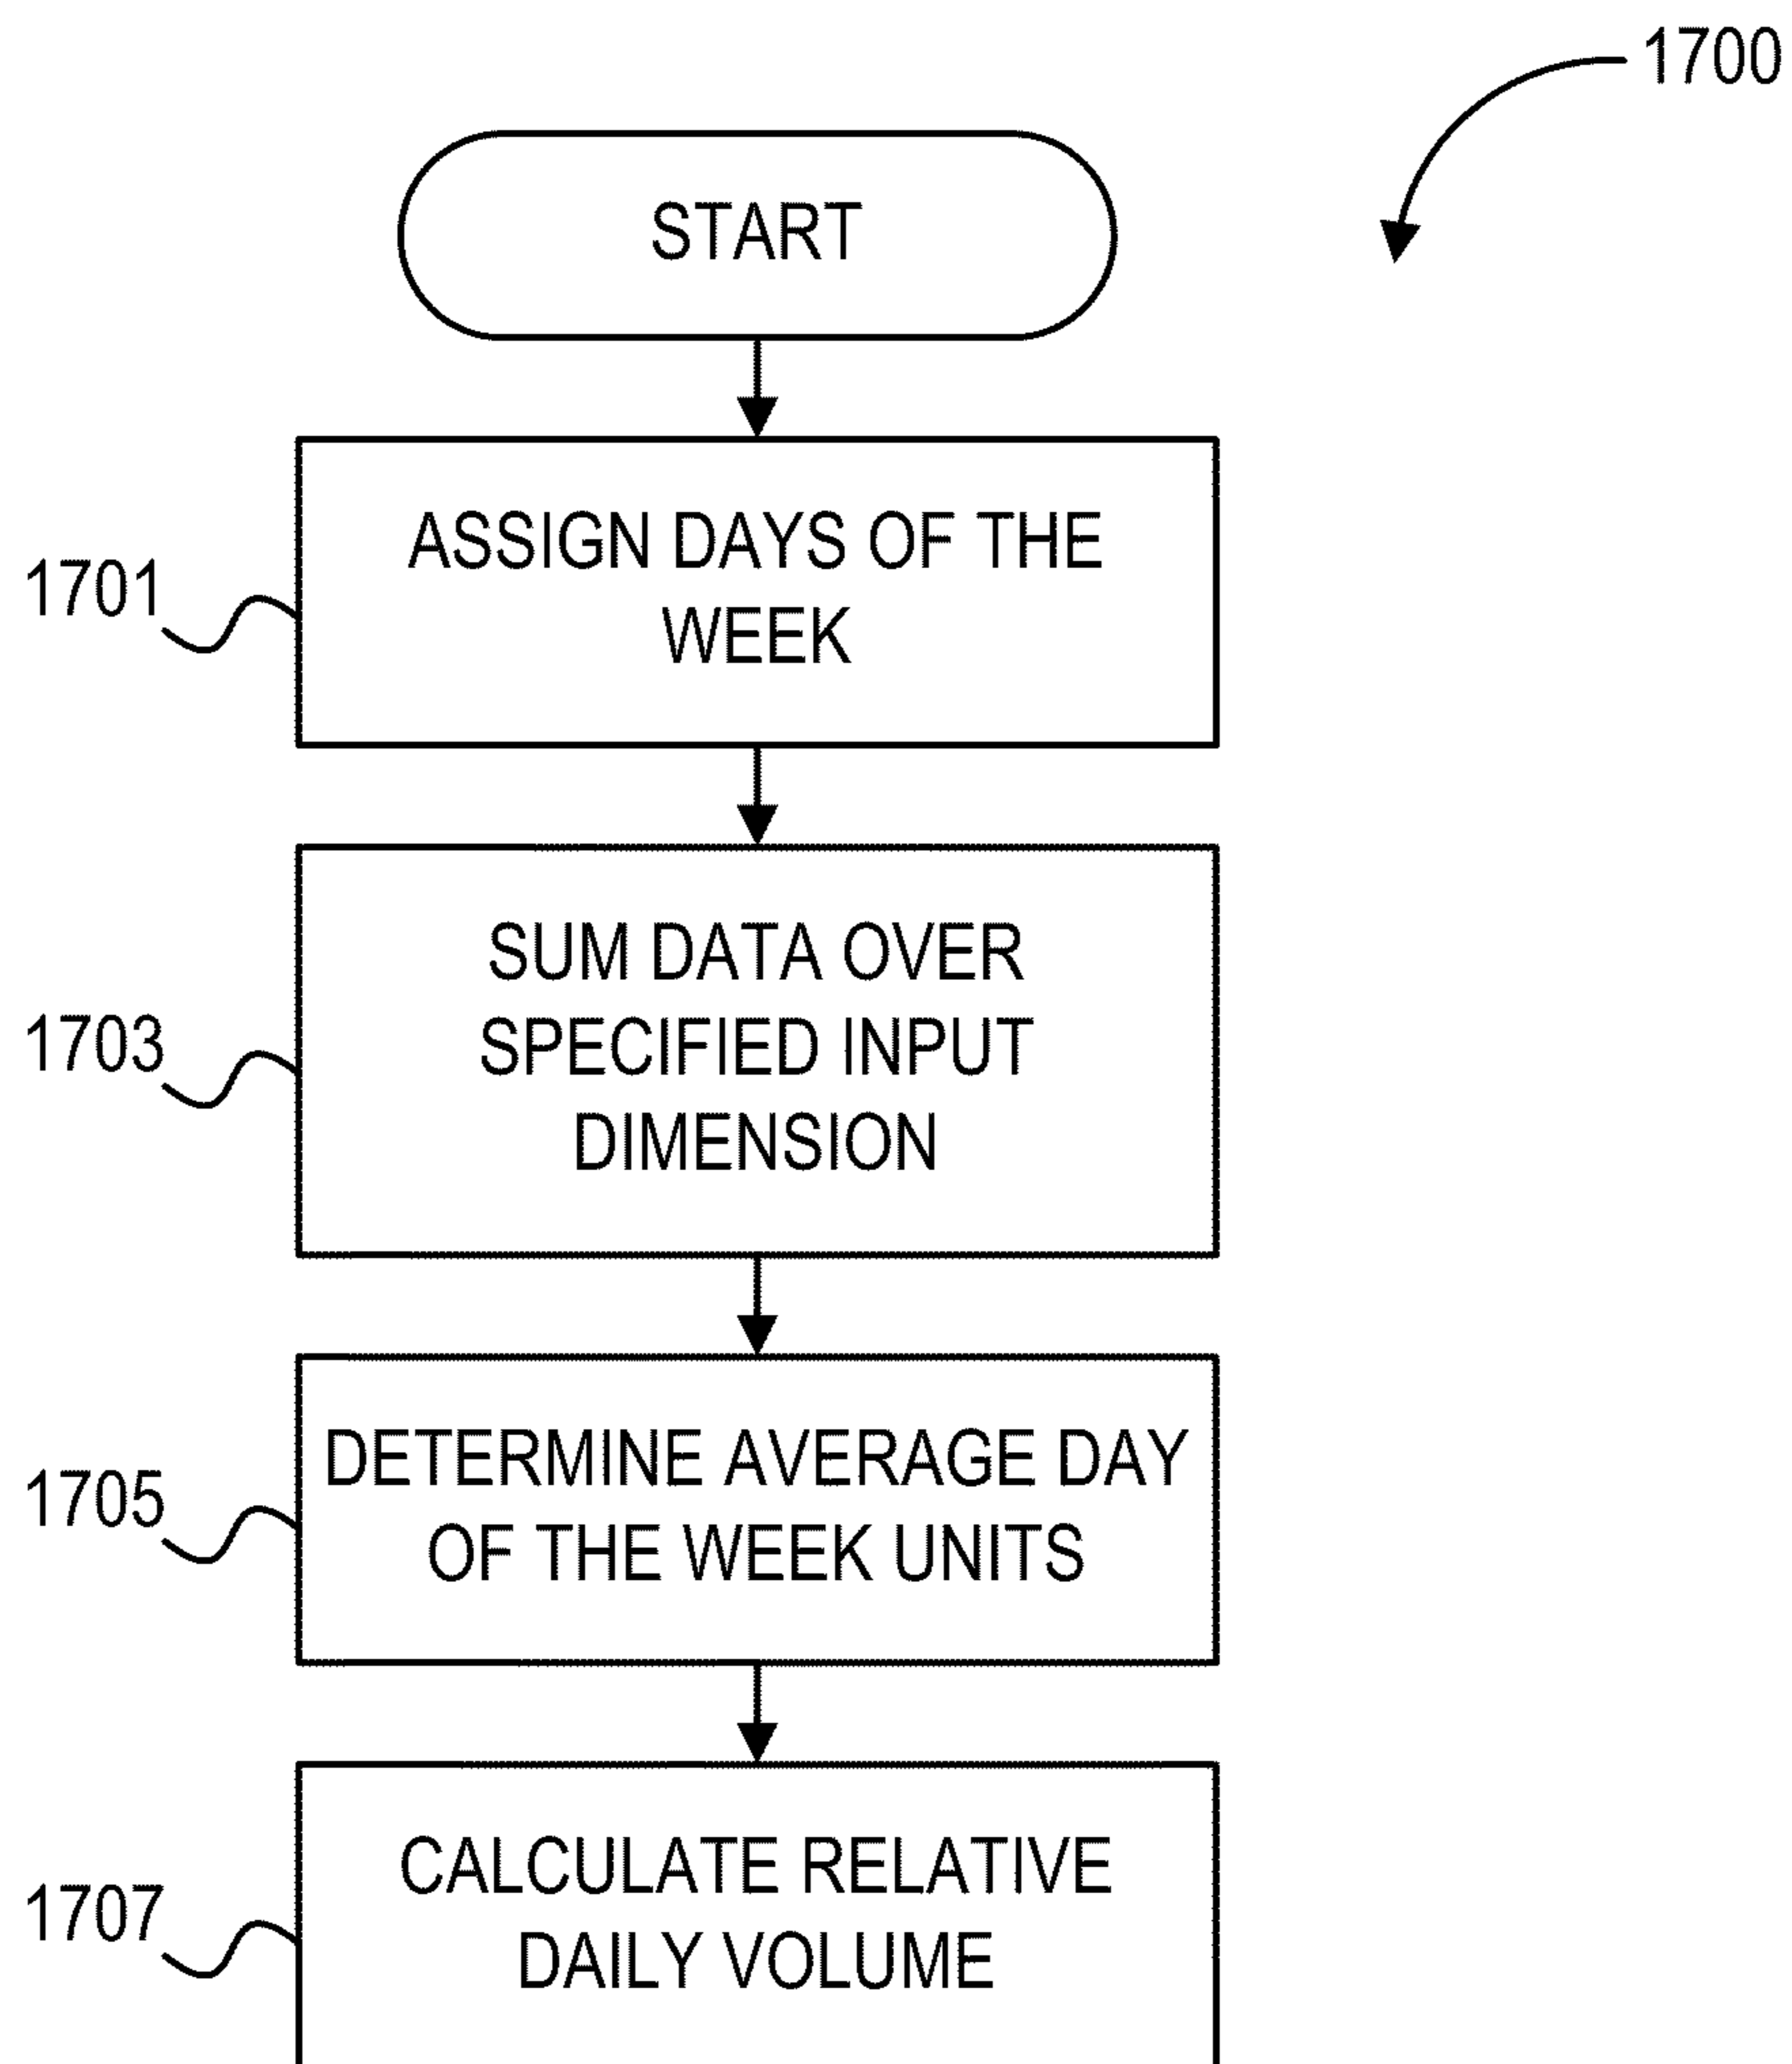 1700
START
ASSIGN DAYS OF THE
WEEK
1701
SUM DATA OVER
SPECIFIED INPUT
DIMENSION
1703
DETERMINE AVERAGE DAY
OF THE WEEK UNITS
1705
CALCULATE RELATIVE
DAILY VOLUME
1707